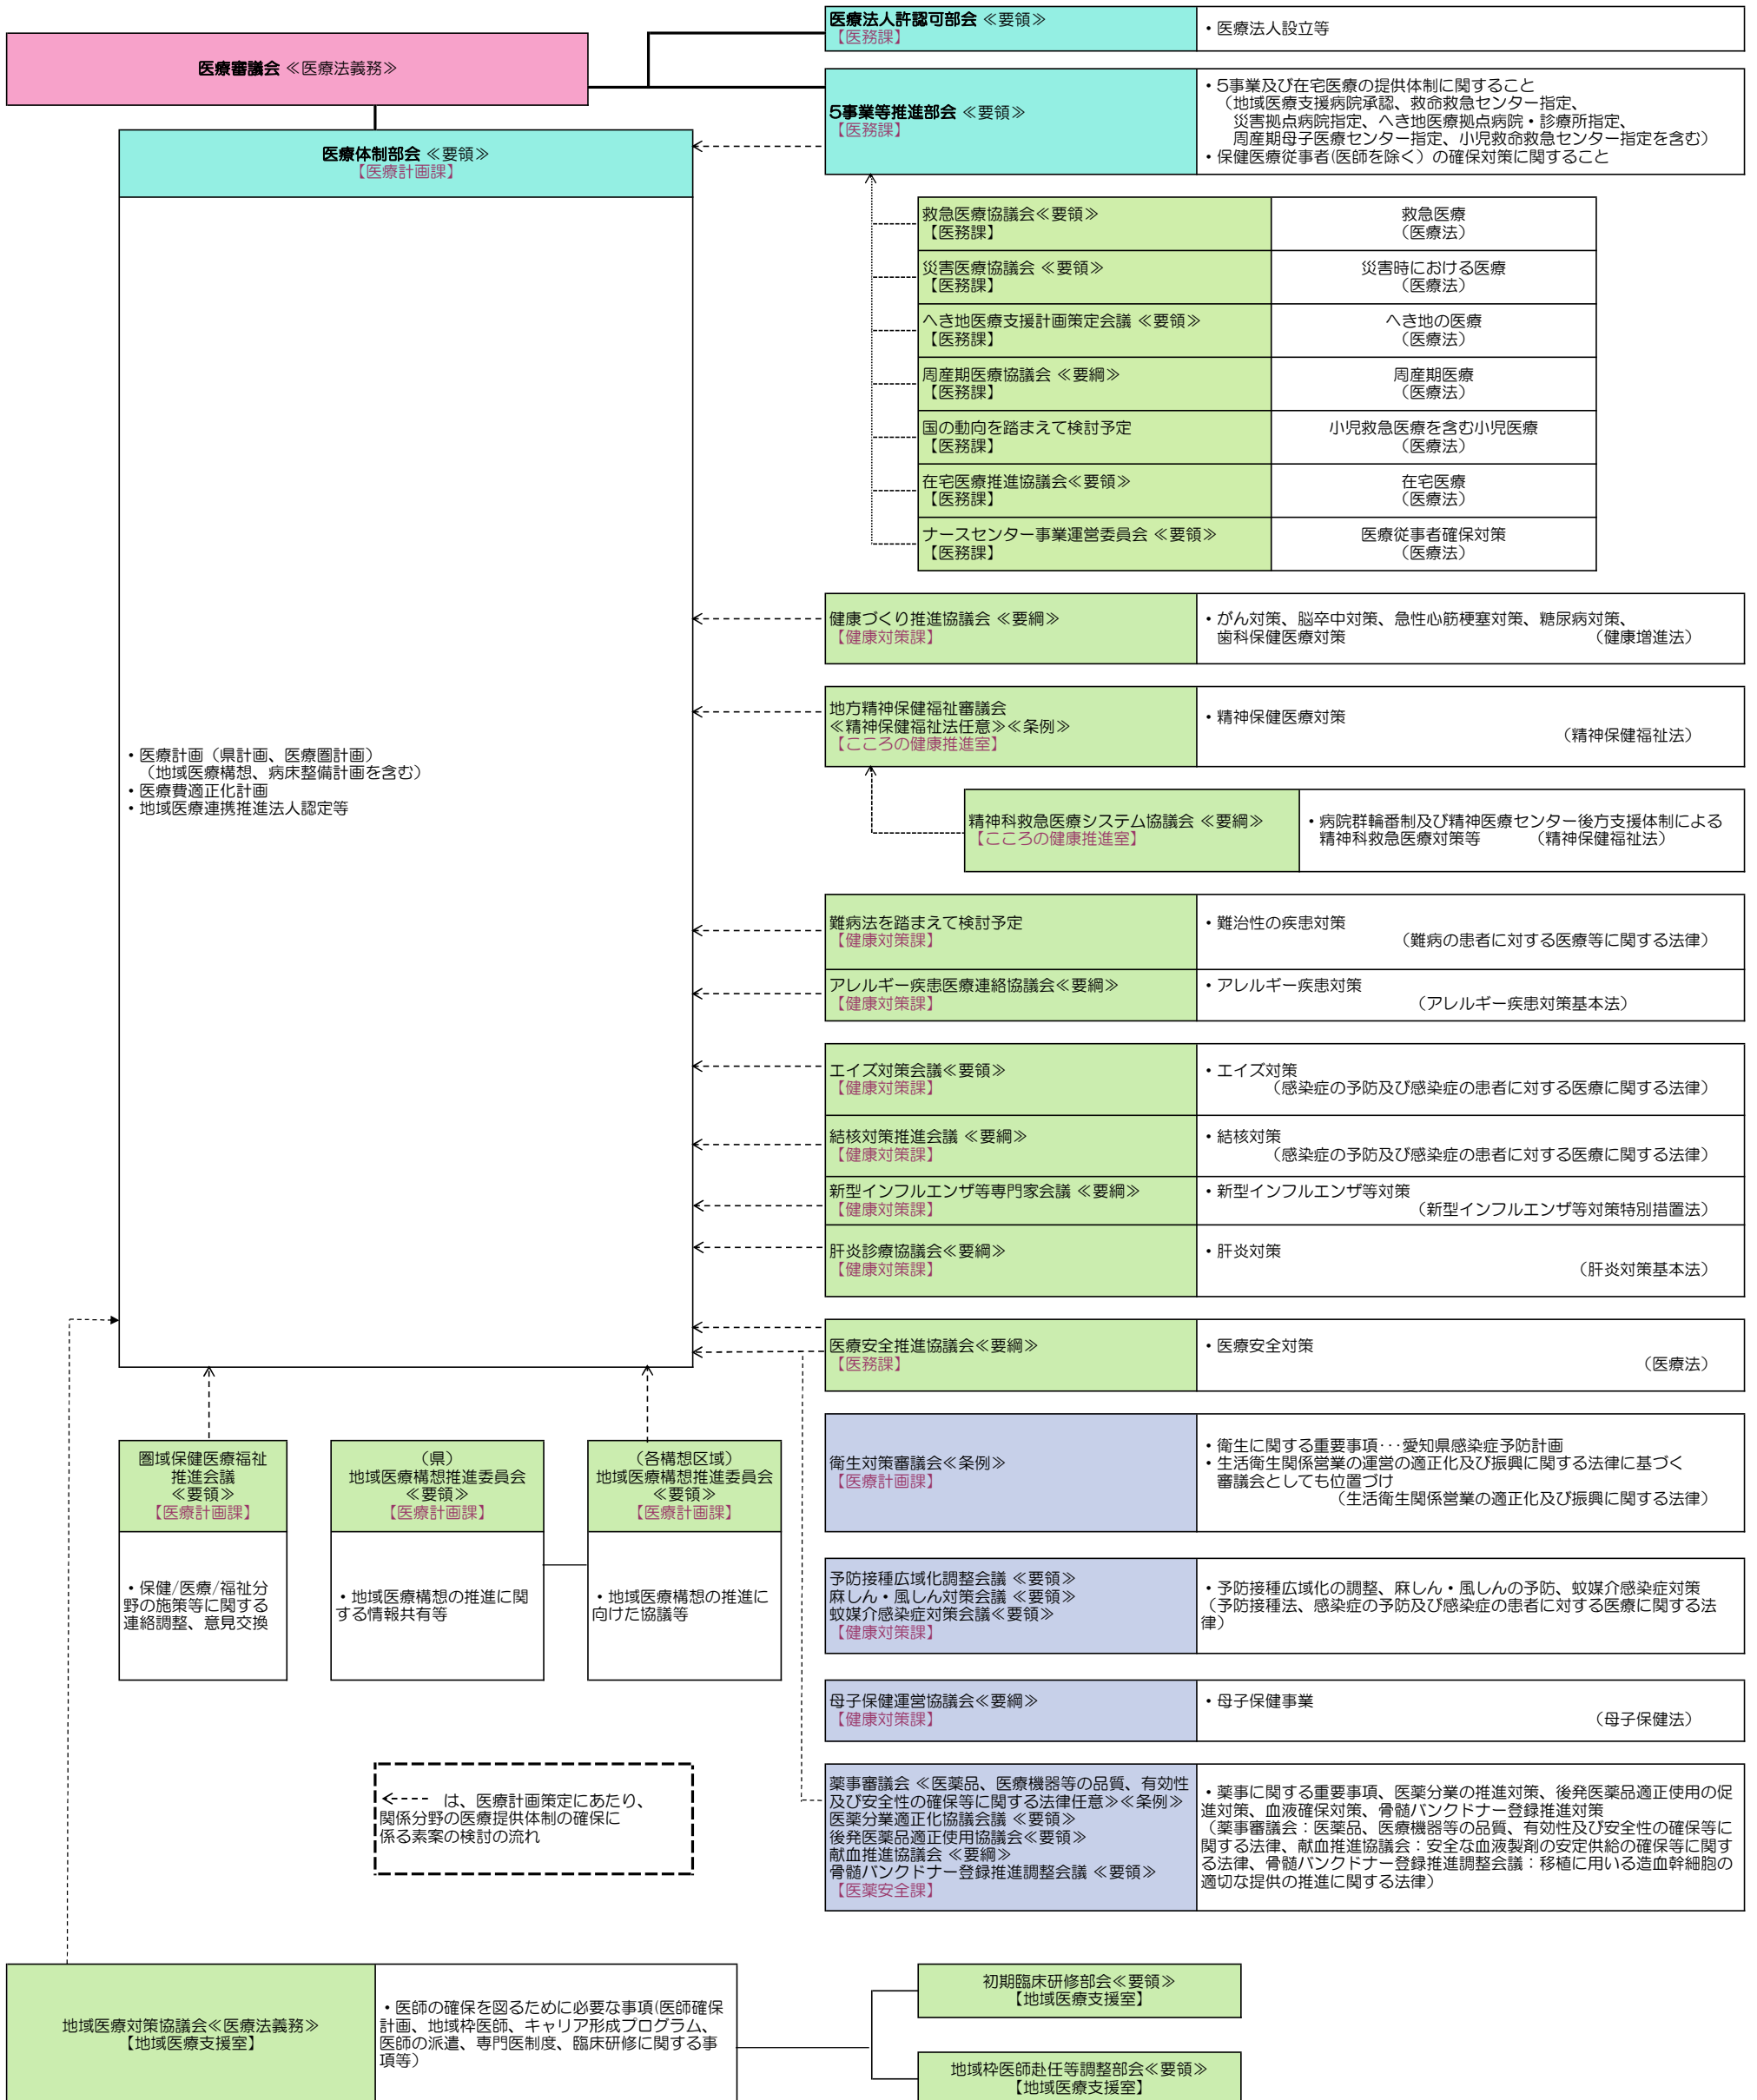 医療審議会 ≪医療法義務≫
医療法人許認可部会 ≪要領≫
【医務課】
・医療法人設立等
5事業等推進部会 ≪要領≫
【医務課】
・5事業及び在宅医療の提供体制に関すること
（地域医療支援病院承認、救命救急センター指定、
災害拠点病院指定、へき地医療拠点病院・診療所指定、
周産期母子医療センター指定、小児救命救急センター指定を含む）
・保健医療従事者(医師を除く）の確保対策に関すること
医療体制部会 ≪要領≫
【医療計画課】
・医療計画（県計画、医療圏計画）
（地域医療構想、病床整備計画を含む）
・医療費適正化計画
・地域医療連携推進法人認定等
救急医療協議会≪要領≫
【医務課】
救急医療
（医療法）
災害医療協議会 ≪要領≫
【医務課】
災害時における医療
（医療法）
へき地医療支援計画策定会議 ≪要領≫
【医務課】
へき地の医療
（医療法）
周産期医療協議会 ≪要綱≫
【医務課】
周産期医療
（医療法）
国の動向を踏まえて検討予定
【医務課】
小児救急医療を含む小児医療
（医療法）
在宅医療推進協議会≪要領≫
【医務課】
在宅医療
（医療法）
ナースセンター事業運営委員会 ≪要領≫
【医務課】
医療従事者確保対策
（医療法）
健康づくり推進協議会 ≪要綱≫
【健康対策課】
・がん対策、脳卒中対策、急性心筋梗塞対策、糖尿病対策、
歯科保健医療対策 （健康増進法）
地方精神保健福祉審議会
≪精神保健福祉法任意≫≪条例≫
【こころの健康推進室】
・精神保健医療対策
（精神保健福祉法）
精神科救急医療システム協議会 ≪要綱≫
【こころの健康推進室】
・病院群輪番制及び精神医療センター後方支援体制による
精神科救急医療対策等 （精神保健福祉法）
難病法を踏まえて検討予定
【健康対策課】
・難治性の疾患対策
（難病の患者に対する医療等に関する法律）
アレルギー疾患医療連絡協議会≪要綱≫
【健康対策課】
・アレルギー疾患対策
（アレルギー疾患対策基本法）
エイズ対策会議≪要領≫
【健康対策課】
・エイズ対策
（感染症の予防及び感染症の患者に対する医療に関する法律）
結核対策推進会議 ≪要綱≫
【健康対策課】
・結核対策
（感染症の予防及び感染症の患者に対する医療に関する法律）
新型インフルエンザ等専門家会議 ≪要綱≫
【健康対策課】
・新型インフルエンザ等対策
（新型インフルエンザ等対策特別措置法）
肝炎診療協議会≪要綱≫
【健康対策課】
・肝炎対策
（肝炎対策基本法）
医療安全推進協議会≪要綱≫
【医務課】
・医療安全対策
（医療法）
圏域保健医療福祉
推進会議
≪要領≫
【医療計画課】
・保健/医療/福祉分
野の施策等に関する
連絡調整、意見交換
（県）
地域医療構想推進委員会
≪要領≫
【医療計画課】
・地域医療構想の推進に関
する情報共有等
（各構想区域）
地域医療構想推進委員会
≪要領≫
【医療計画課】
・地域医療構想の推進に
向けた協議等
衛生対策審議会≪条例≫
【医療計画課】
・衛生に関する重要事項･･･愛知県感染症予防計画
・生活衛生関係営業の運営の適正化及び振興に関する法律に基づく
審議会としても位置づけ
（生活衛生関係営業の適正化及び振興に関する法律）
予防接種広域化調整会議 ≪要領≫
麻しん・風しん対策会議 ≪要領≫
蚊媒介感染症対策会議≪要領≫
【健康対策課】
・予防接種広域化の調整、麻しん・風しんの予防、蚊媒介感染症対策
（予防接種法、感染症の予防及び感染症の患者に対する医療に関する法
律）
母子保健運営協議会≪要綱≫
【健康対策課】
・母子保健事業
（母子保健法）
は、医療計画策定にあたり、
関係分野の医療提供体制の確保に
係る素案の検討の流れ
薬事審議会 ≪医薬品、医療機器等の品質、有効性
及び安全性の確保等に関する法律任意≫≪条例≫
医薬分業適正化協議会議 ≪要領≫
後発医薬品適正使用協議会≪要領≫
献血推進協議会 ≪要綱≫
骨髄バンクドナー登録推進調整会議 ≪要領≫
【医薬安全課】
・薬事に関する重要事項、医薬分業の推進対策、後発医薬品適正使用の促
進対策、血液確保対策、骨髄バンクドナー登録推進対策
（薬事審議会：医薬品、医療機器等の品質、有効性及び安全性の確保等に
関する法律、献血推進協議会：安全な血液製剤の安定供給の確保等に関す
る法律、骨髄バンクドナー登録推進調整会議：移植に用いる造血幹細胞の
適切な提供の推進に関する法律）
地域医療対策協議会≪医療法義務≫
【地域医療支援室】
・医師の確保を図るために必要な事項(医師確保
計画、地域枠医師、キャリア形成プログラム、
医師の派遣、専門医制度、臨床研修に関する事
項等）
初期臨床研修部会≪要領≫
【地域医療支援室】
地域枠医師赴任等調整部会≪要領≫
【地域医療支援室】